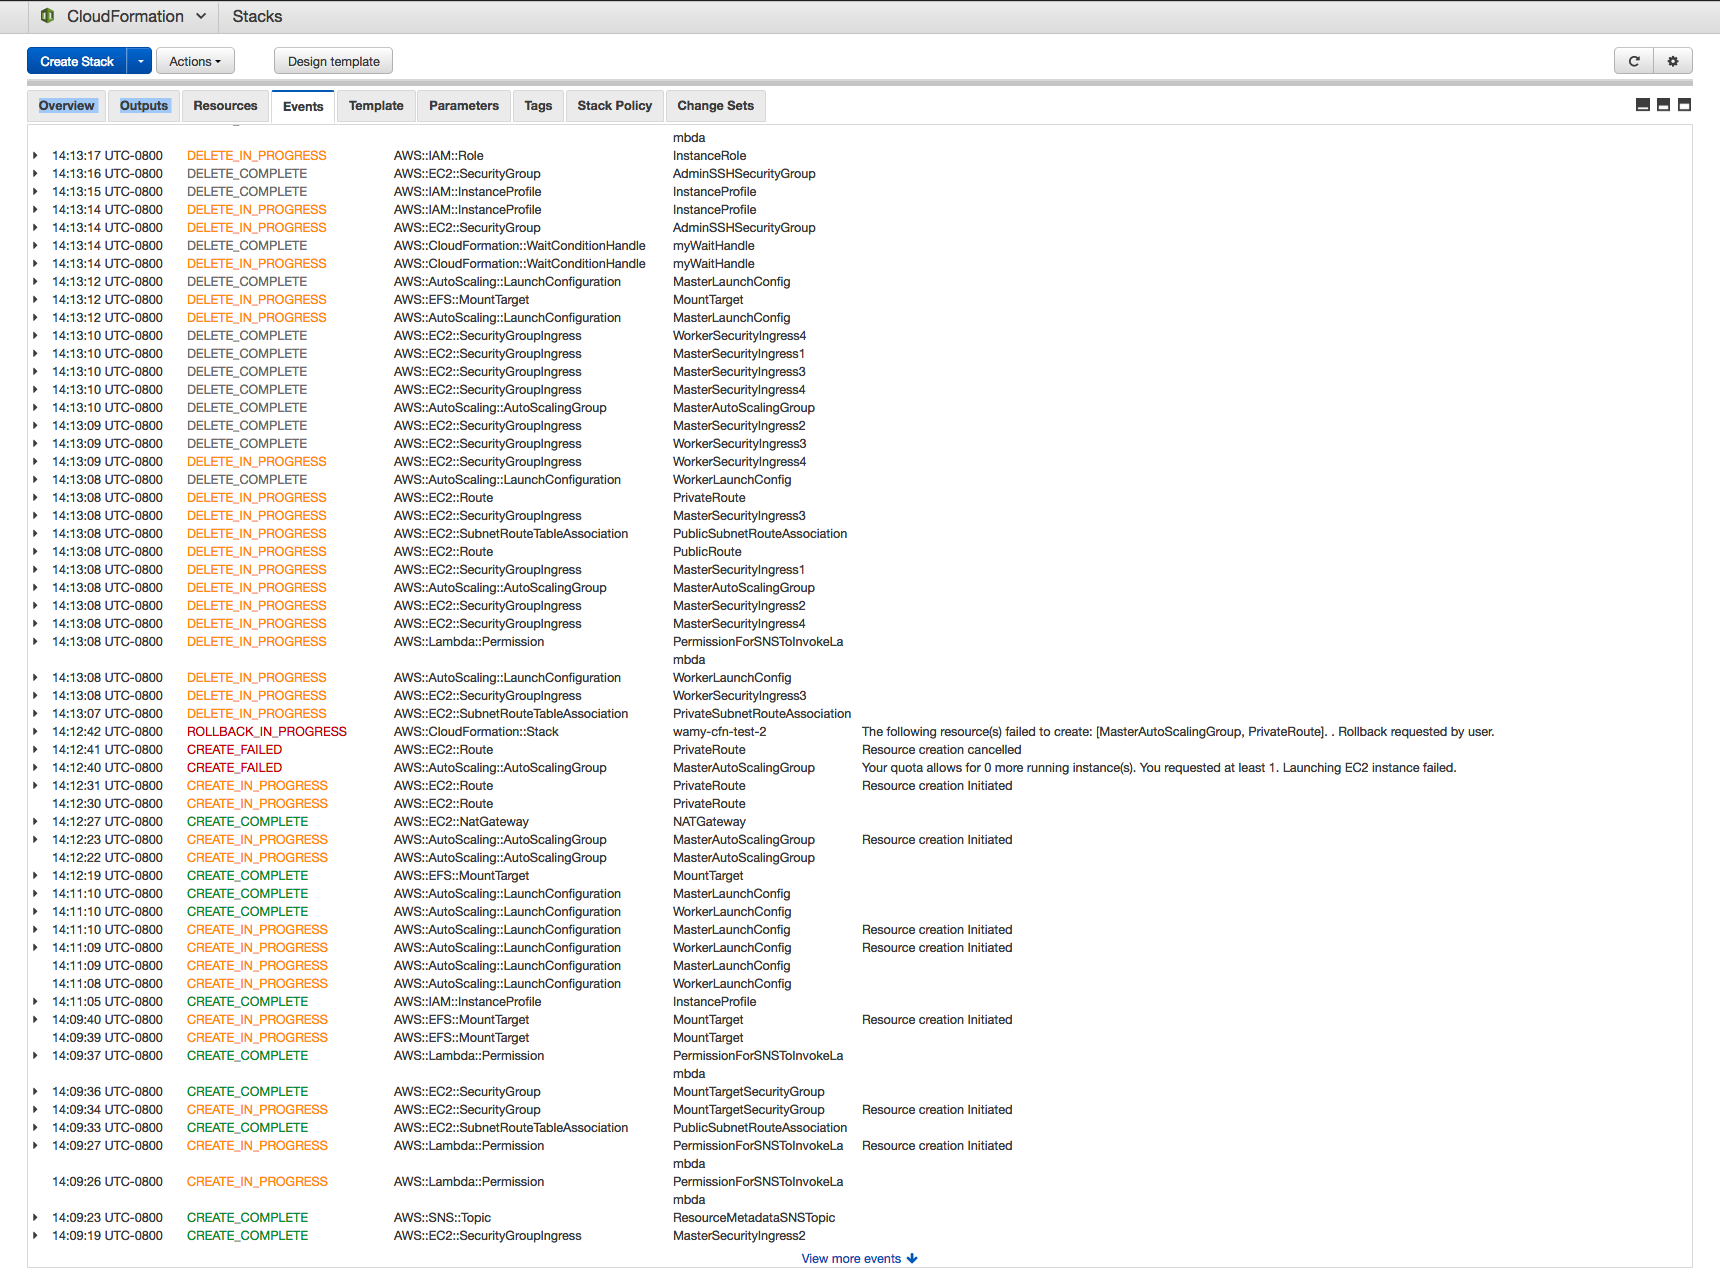 CloudFormation Stacks
Create Stack Actions Design template
Overview Outputs Resources Events Template Parameters Tags Stack Policy Change Sets
mbda
14:13:17 UTC-0800 DELETE_IN_PROGRESS AWS::IAM::Role InstanceRole
14:13:16 UTC-0800 DELETE_COMPLETE AWS::EC2::SecurityGroup AdminSSHSecurityGroup
14:13:15 UTC-0800 DELETE_COMPLETE AWS::IAM::InstanceProfile InstanceProfile
14:13:14 UTC-0800 DELETE_IN_PROGRESS AWS::IAM::InstanceProfile InstanceProfile
14:13:14 UTC-0800 DELETE_IN_PROGRESS AWS::EC2::SecurityGroup AdminSSHSecurityGroup
14:13:14 UTC-0800 DELETE_COMPLETE AWS::CloudFormation::WaitConditionHandle myWaitHandle
14:13:14 UTC-0800 DELETE_IN_PROGRESS AWS::CloudFormation::WaitConditionHandle myWaitHandle
14:13:12 UTC-0800 DELETE_COMPLETE AWS::AutoScaling::LaunchConfiguration MasterLaunchConfig
14:13:12 UTC-0800 DELETE_IN_PROGRESS AWS::EFS::MountTarget MountTarget
14:13:12 UTC-0800 DELETE_IN_PROGRESS AWS::AutoScaling::LaunchConfiguration MasterLaunchConfig
14:13:10 UTC-0800 DELETE_COMPLETE AWS::EC2::SecurityGroupIngress WorkerSecurityIngress4
14:13:10 UTC-0800 DELETE_COMPLETE AWS::EC2::SecurityGroupIngress MasterSecurityIngress1
14:13:10 UTC-0800 DELETE_COMPLETE AWS::EC2::SecurityGroupIngress MasterSecurityIngress3
14:13:10 UTC-0800 DELETE_COMPLETE AWS::EC2::SecurityGroupIngress MasterSecurityIngress4
14:13:10 UTC-0800 DELETE_COMPLETE AWS::AutoScaling::AutoScalingGroup MasterAutoScalingGroup
14:13:09 UTC-0800 DELETE_COMPLETE AWS::EC2::SecurityGroupIngress MasterSecurityIngress2
14:13:09 UTC-0800 DELETE_COMPLETE AWS::EC2::SecurityGroupIngress WorkerSecurityIngress3
14:13:09 UTC-0800 DELETE_IN_PROGRESS AWS::EC2::SecurityGroupIngress WorkerSecurityIngress4
14:13:08 UTC-0800 DELETE_COMPLETE AWS::AutoScaling::LaunchConfiguration WorkerLaunchConfig
14:13:08 UTC-0800 DELETE_IN_PROGRESS AWS::EC2::Route PrivateRoute
14:13:08 UTC-0800 DELETE_IN_PROGRESS AWS::EC2::SecurityGroupIngress MasterSecurityIngress3
14:13:08 UTC-0800 DELETE_IN_PROGRESS AWS::EC2::SubnetRouteTableAssociation PublicSubnetRouteAssociation
14:13:08 UTC-0800 DELETE_IN_PROGRESS AWS::EC2::Route PublicRoute
14:13:08 UTC-0800 DELETE_IN_PROGRESS AWS::EC2::SecurityGroupIngress MasterSecurityIngress1
14:13:08 UTC-0800 DELETE_IN_PROGRESS AWS::AutoScaling::AutoScalingGroup MasterAutoScalingGroup
14:13:08 UTC-0800 DELETE_IN_PROGRESS AWS::EC2::SecurityGroupIngress MasterSecurityIngress2
14:13:08 UTC-0800 DELETE_IN_PROGRESS AWS::EC2::SecurityGroupIngress MasterSecurityIngress4
14:13:08 UTC-0800 DELETE_IN_PROGRESS AWS::Lambda::Permission PermissionForSNSToInvokeLa
mbda
14:13:08 UTC-0800 DELETE_IN_PROGRESS AWS::AutoScaling::LaunchConfiguration WorkerLaunchConfig
14:13:08 UTC-0800 DELETE_IN_PROGRESS AWS::EC2::SecurityGroupIngress WorkerSecurityIngress3
14:13:07 UTC-0800 DELETE_IN_PROGRESS AWS::EC2::SubnetRouteTableAssociation PrivateSubnetRouteAssociation
14:12:42 UTC-0800 ROLLBACK_IN_PROGRESS AWS::CloudFormation::Stack wamy-cfn-test-2 The following resource(s) failed to create: [MasterAutoScalingGroup, PrivateRoute]. . Rollback requested by user.
14:12:41 UTC-0800 CREATE_FAILED AWS::EC2::Route PrivateRoute Resource creation cancelled
14:12:40 UTC-0800 CREATE_FAILED AWS::AutoScaling::AutoScalingGroup MasterAutoScalingGroup Your quota allows for 0 more running instance(s). You requested at least 1. Launching EC2 instance failed.
14:12:31 UTC-0800 CREATE_IN_PROGRESS AWS::EC2::Route PrivateRoute Resource creation Initiated
14:12:30 UTC-0800 CREATE_IN_PROGRESS AWS::EC2::Route PrivateRoute
14:12:27 UTC-0800 CREATE_COMPLETE AWS::EC2::NatGateway NATGateway
14:12:23 UTC-0800 CREATE_IN_PROGRESS AWS::AutoScaling::AutoScalingGroup MasterAutoScalingGroup Resource creation Initiated
14:12:22 UTC-0800 CREATE_IN_PROGRESS AWS::AutoScaling::AutoScalingGroup MasterAutoScalingGroup
14:12:19 UTC-0800 CREATE_COMPLETE AWS::EFS::MountTarget MountTarget
14:11:10 UTC-0800 CREATE_COMPLETE AWS::AutoScaling::LaunchConfiguration MasterLaunchConfig
14:11:10 UTC-0800 CREATE_COMPLETE AWS::AutoScaling::LaunchConfiguration WorkerLaunchConfig
14:11:10 UTC-0800 CREATE_IN_PROGRESS AWS::AutoScaling::LaunchConfiguration MasterLaunchConfig Resource creation Initiated
14:11:09 UTC-0800 CREATE_IN_PROGRESS AWS::AutoScaling::LaunchConfiguration WorkerLaunchConfig Resource creation Initiated
14:11:09 UTC-0800 CREATE_IN_PROGRESS AWS::AutoScaling::LaunchConfiguration MasterLaunchConfig
14:11:08 UTC-0800 CREATE_IN_PROGRESS AWS::AutoScaling::LaunchConfiguration WorkerLaunchConfig
14:11:05 UTC-0800 CREATE_COMPLETE AWS::IAM::InstanceProfile InstanceProfile
14:09:40 UTC-0800 CREATE_IN_PROGRESS AWS::EFS::MountTarget MountTarget Resource creation Initiated
14:09:39 UTC-0800 CREATE_IN_PROGRESS AWS::EFS::MountTarget MountTarget
14:09:37 UTC-0800 CREATE_COMPLETE AWS::Lambda::Permission PermissionForSNSToInvokeLa
mbda
14:09:36 UTC-0800 CREATE_COMPLETE AWS::EC2::SecurityGroup MountTargetSecurityGroup
14:09:34 UTC-0800 CREATE_IN_PROGRESS AWS::EC2::SecurityGroup MountTargetSecurityGroup Resource creation Initiated
14:09:33 UTC-0800 CREATE_COMPLETE AWS::EC2::SubnetRouteTableAssociation PublicSubnetRouteAssociation
14:09:27 UTC-0800 CREATE_IN_PROGRESS AWS::Lambda::Permission PermissionForSNSToInvokeLa Resource creation Initiated
mbda
14:09:26 UTC-0800 CREATE_IN_PROGRESS AWS::Lambda::Permission PermissionForSNSToInvokeLa
mbda
14:09:23 UTC-0800 CREATE_COMPLETE AWS::SNS::Topic ResourceMetadataSNSTopic
14:09:19 UTC-0800 CREATE_COMPLETE AWS::EC2::SecurityGroupIngress MasterSecurityIngress2
View more events